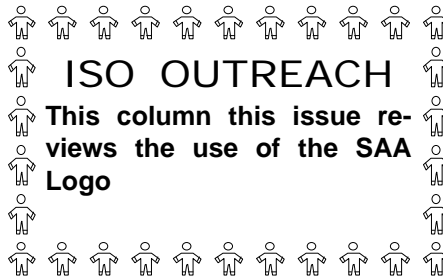 ISO OUTREACH
This column this issue re-
views the use of the SAA
Logo